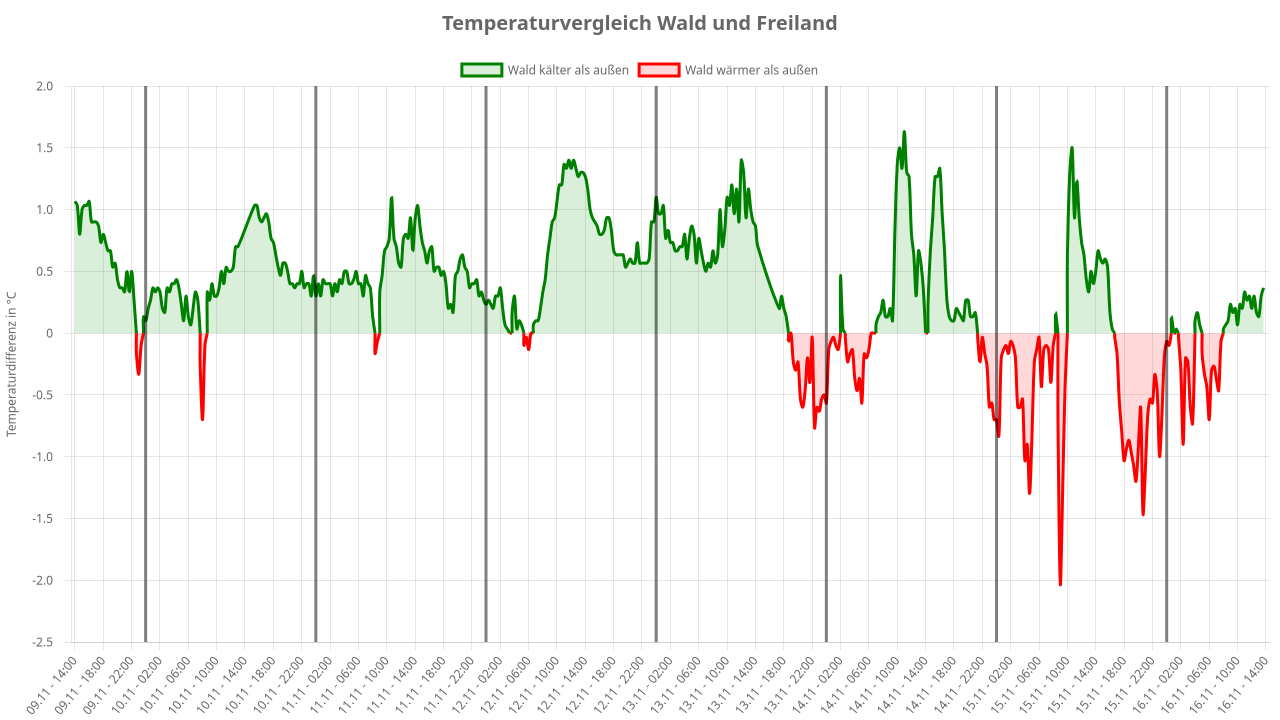 Temperaturvergleich Wald und Freiland
Wald kälter als außen
Wald wärmer als außen
Temperaturdifferenz in °C
2.0
1.5
1.0
0.5
0
-0.5
-1.0
-1.5
-2.0
-2.5
09.11 - 14:00
09.11 - 18:00
09.11 - 22:00
10.11 - 02:00
10.11 - 06:00
10.11 - 10:00
10.11 - 14:00
10.11 - 18:00
10.11 - 22:00
11.11 - 02:00
11.11 - 06:00
11.11 - 10:00
11.11 - 14:00
11.11 - 18:00
11.11 - 22:00
12.11 - 02:00
12.11 - 06:00
12.11 - 10:00
12.11 - 14:00
12.11 - 18:00
12.11 - 22:00
13.11 - 02:00
13.11 - 06:00
13.11 - 10:00
13.11 - 14:00
13.11 - 18:00
13.11 - 22:00
14.11 - 02:00
14.11 - 06:00
14.11 - 10:00
14.11 - 14:00
14.11 - 18:00
14.11 - 22:00
15.11 - 02:00
15.11 - 06:00
15.11 - 10:00
15.11 - 14:00
15.11 - 18:00
15.11 - 22:00
16.11 - 02:00
16.11 - 06:00
16.11 - 10:00
16.11 - 14:00